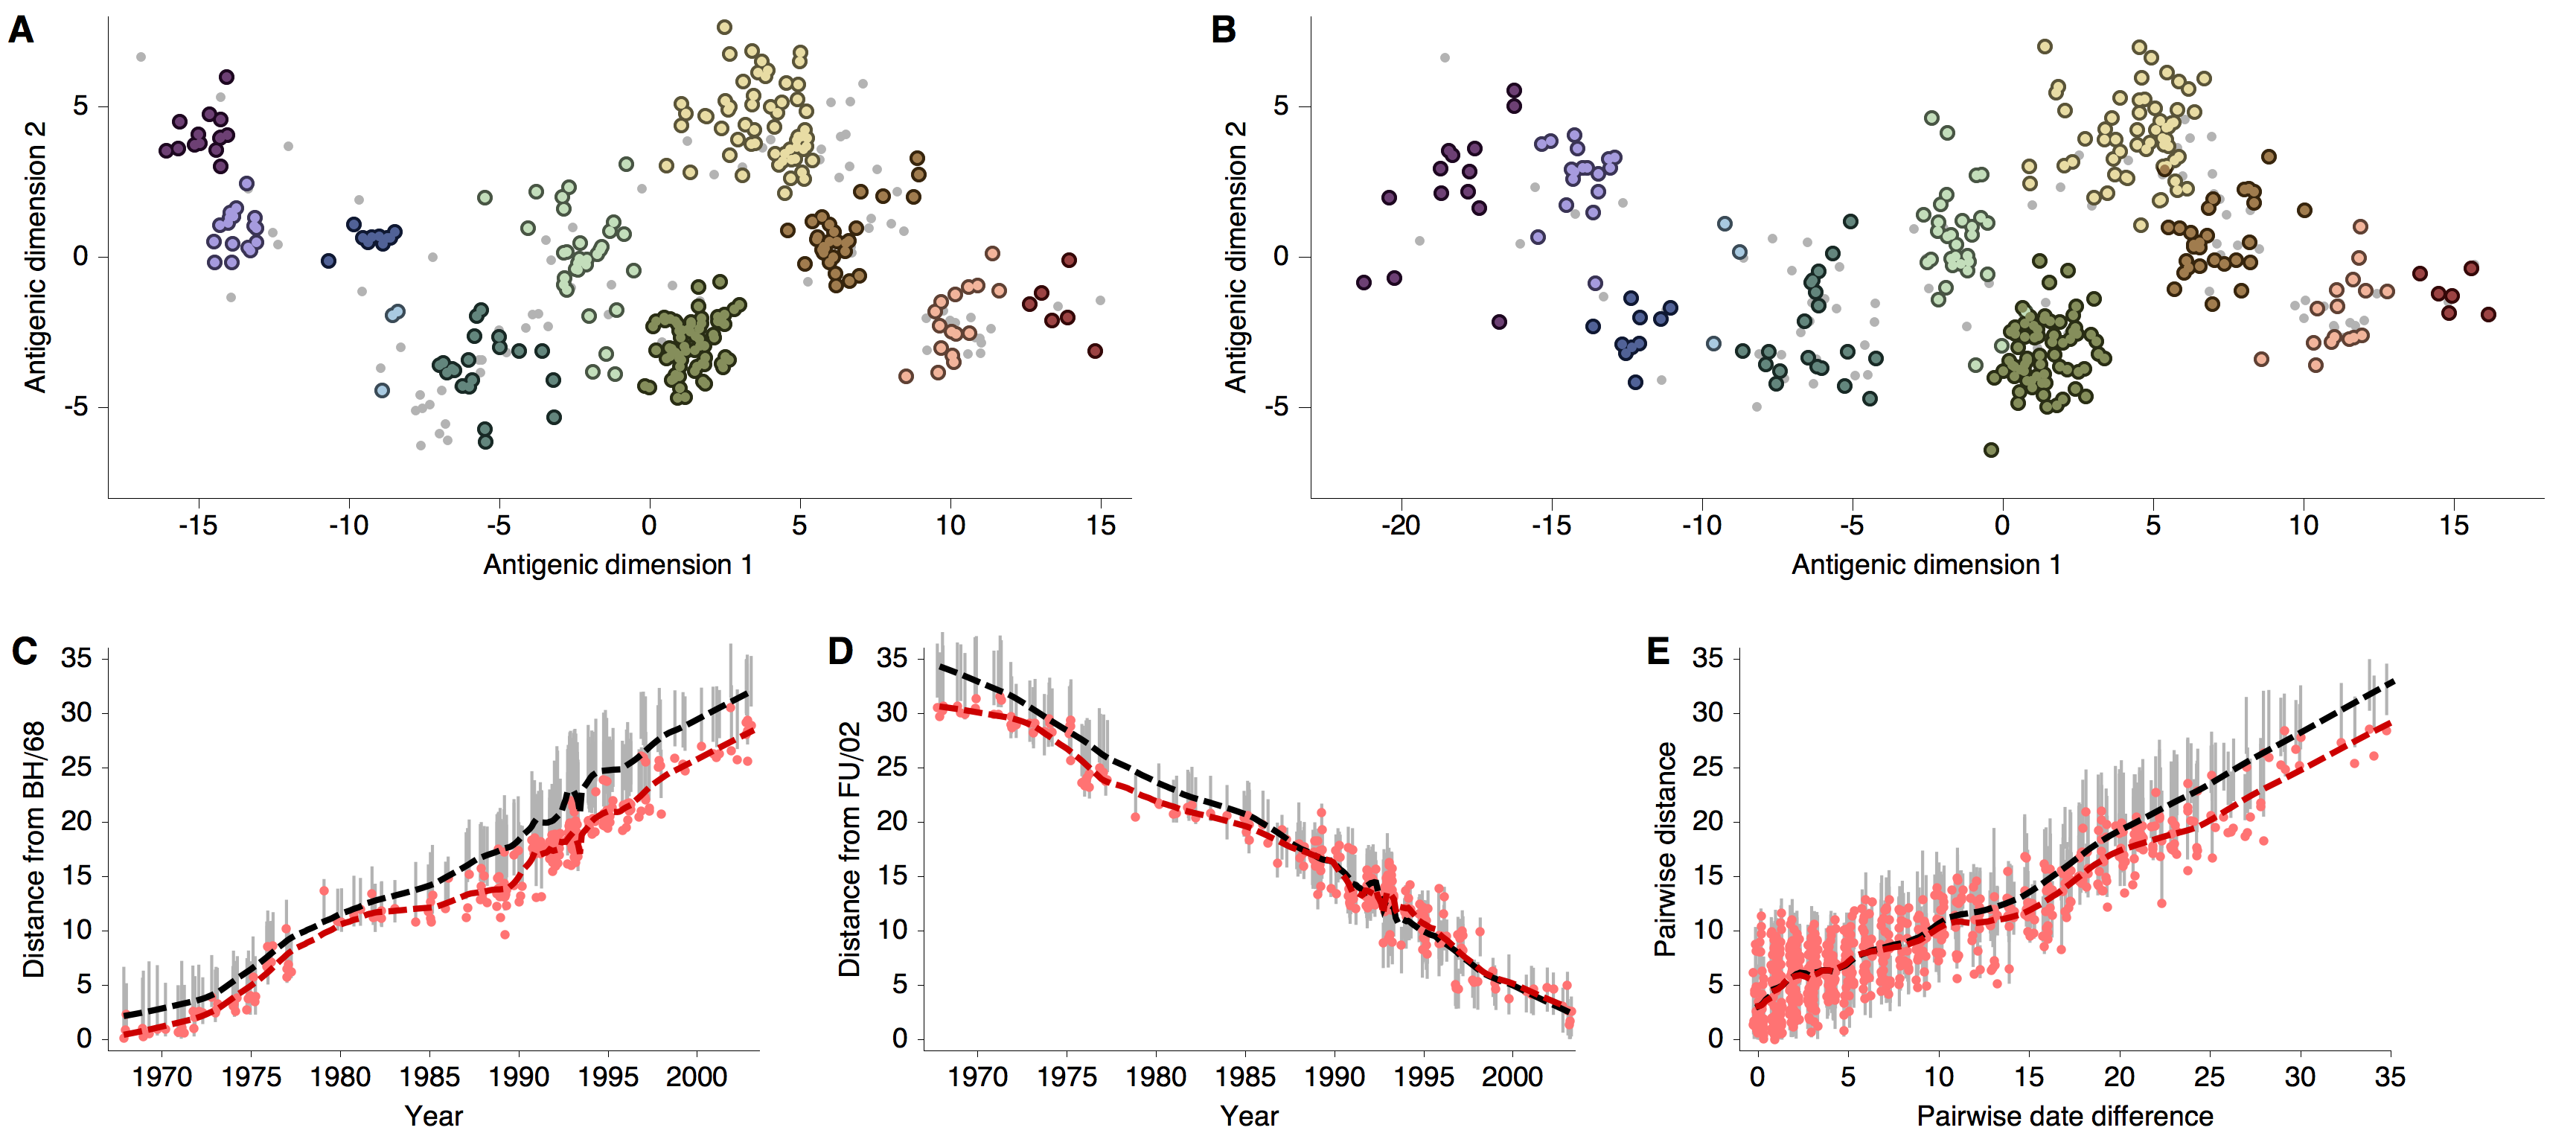 A
Antigenic dimension 2
5
0
-5
-15 -10 -5 0 5 10 15
Antigenic dimension 1
B
Antigenic dimension 2
5
0
-5
-20 -15 -10 -5 0 5 10 15
Antigenic dimension 1
C
Distance from BH/68
35
30
25
20
15
10
5
0
1970 1975 1980 1985 1990 1995 2000
Year
D
Distance from FU/02
35
30
25
20
15
10
5
0
1970 1975 1980 1985 1990 1995 2000
Year
E
Pairwise distance
35
30
25
20
15
10
5
0
0 5 10 15 20 25 30 35
Pairwise date difference